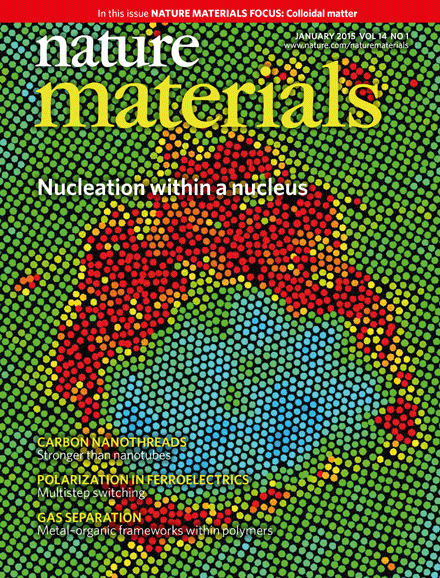 In this issue NATURE MATERIALS FOCUS: Colloidal matter
nature
JANUARY 2015 VOL 14 NO 1
www.nature.com/naturematerials
materials
Nucleation within a nucleus
CARBON NANOTHREADS
Stronger than nanotubes
POLARIZATION IN FERROELECTRICS
Multistep switching
GAS SEPARATION
Metal–organic frameworks within polymers